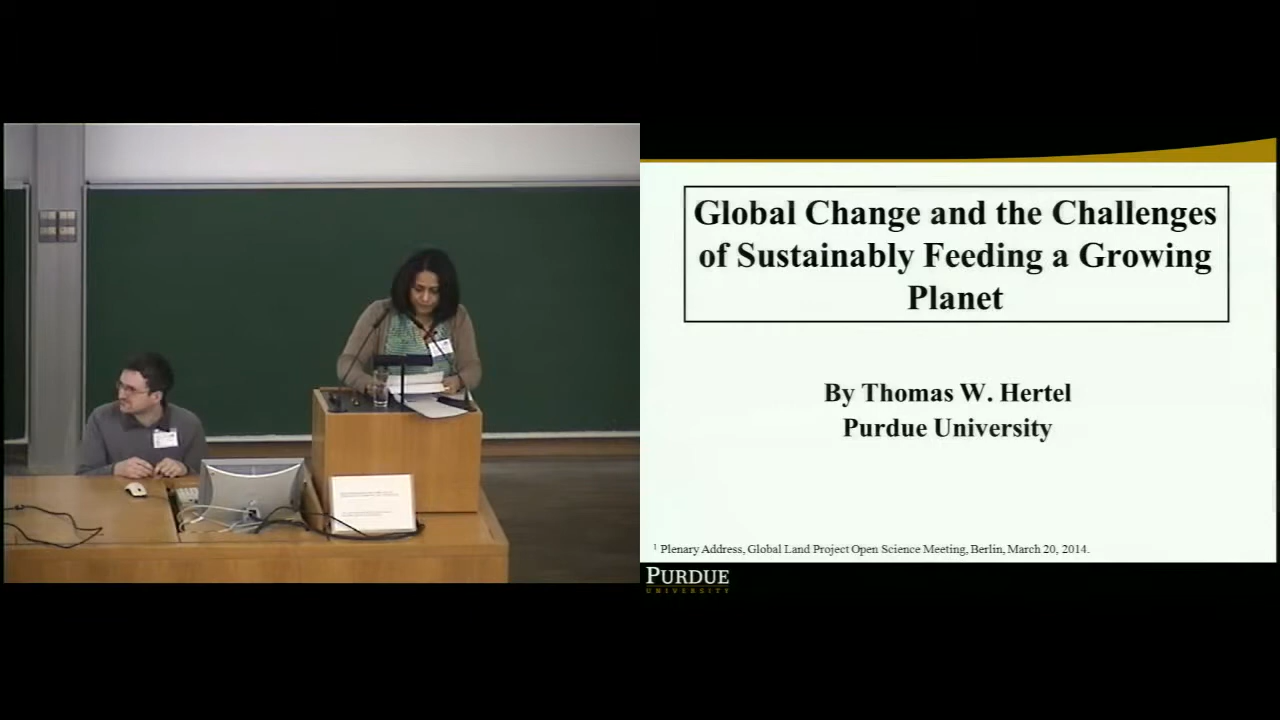 Global Change and the Challenges
of Sustainably Feeding a Growing
Planet
By Thomas W. Hertel
Purdue University
¹ Plenary Address, Global Land Project Open Science Meeting, Berlin, March 20, 2014.
PURDUE
UNIVERSITY